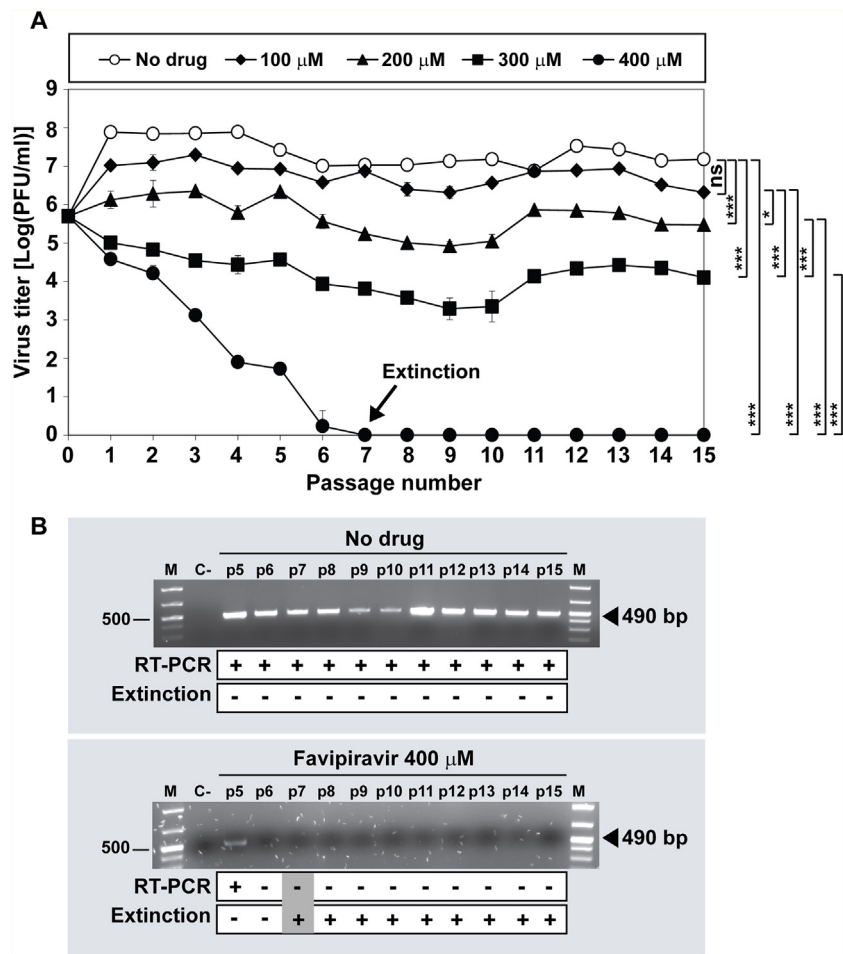 A
No drug 100 μM 200 μM 300 μM 400 μM
9
8
7
6
5
4
3
2
1
0
Virus titer [Log(PFU/ml)]
Extinction
0 1 2 3 4 5 6 7 8 9 10 11 12 13 14 15
Passage number
ns
***
***
***
*
***
***
***
***
***
B
No drug
M C- p5 p6 p7 p8 p9 p10 p11 p12 p13 p14 p15 M
500
490 bp
RT-PCR + + + + + + + + + + +
Extinction - - - - - - - - - - -
Favipiravir 400 μM
M C- p5 p6 p7 p8 p9 p10 p11 p12 p13 p14 p15 M
500
490 bp
RT-PCR + - - - - - - - - - -
Extinction - - + + + + + + + + +